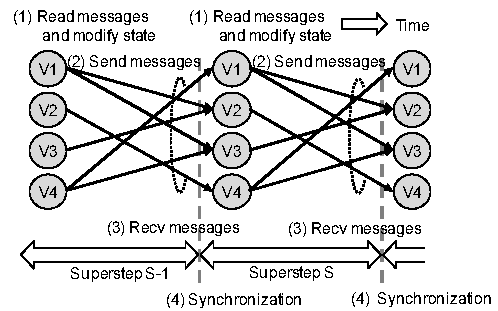 (1) Read messages
and modify state
(1) Read messages
and modify state
Time
(2) Send messages
(2) Send messages
V1
V1
V1
V2
V2
V2
V3
V3
V3
V4
V4
V4
(3) Recv messages
(3) Recv messages
Superstep S-1
Superstep S
(4) Synchronization
(4) Synchronization